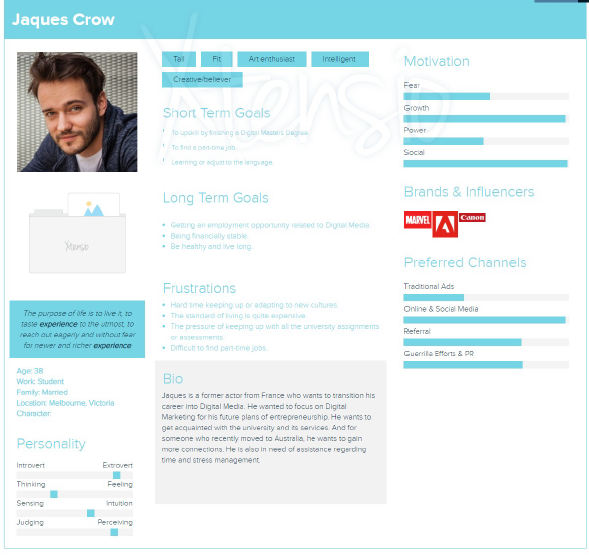 Jaques Crow
Xtensio
Tall
Fit
Art enthusiast
Intelligent
Creative/believer
Short Term Goals
To upskill by finishing a Digital Masters Degree.
To find a part-time job.
Learning or adjust to the language.
Long Term Goals
Getting an employment opportunity related to Digital Media.
Being financially stable.
Be healthy and live long.
Frustrations
Hard time keeping up or adapting to new cultures.
The standard of living is quite expensive.
The pressure of keeping up with all the university assignments
or assessments
Difficult to find part-time jobs.
Bio
Jaques is a former actor from France who wants to transition his
career into Digital Media. He wanted to focus on Digital
Marketing for his future plans of entrepreneurship. He wants to
get acquainted with the university and its services. And for
someone who recently moved to Australia, he wants to gain
more connections. He is also in need of assistance regarding
time and stress management.
Xtensio
The purpose of life is to live it, to
taste experience to the utmost, to
reach out eagerly and without fear
for newer and richer experience
Age: 38
Work: Student
Family: Married
Location: Melbourne, Victoria
Character:
Personality
Introvert Extrovert
Thinking Feeling
Sensing Intuition
Judging Perceiving
Motivation
Fear
Growth
Power
Social
Brands & Influencers
MARVEL
Canon
Preferred Channels
Traditional Ads
Online & Social Media
Referral
Guerrilla Efforts & PR